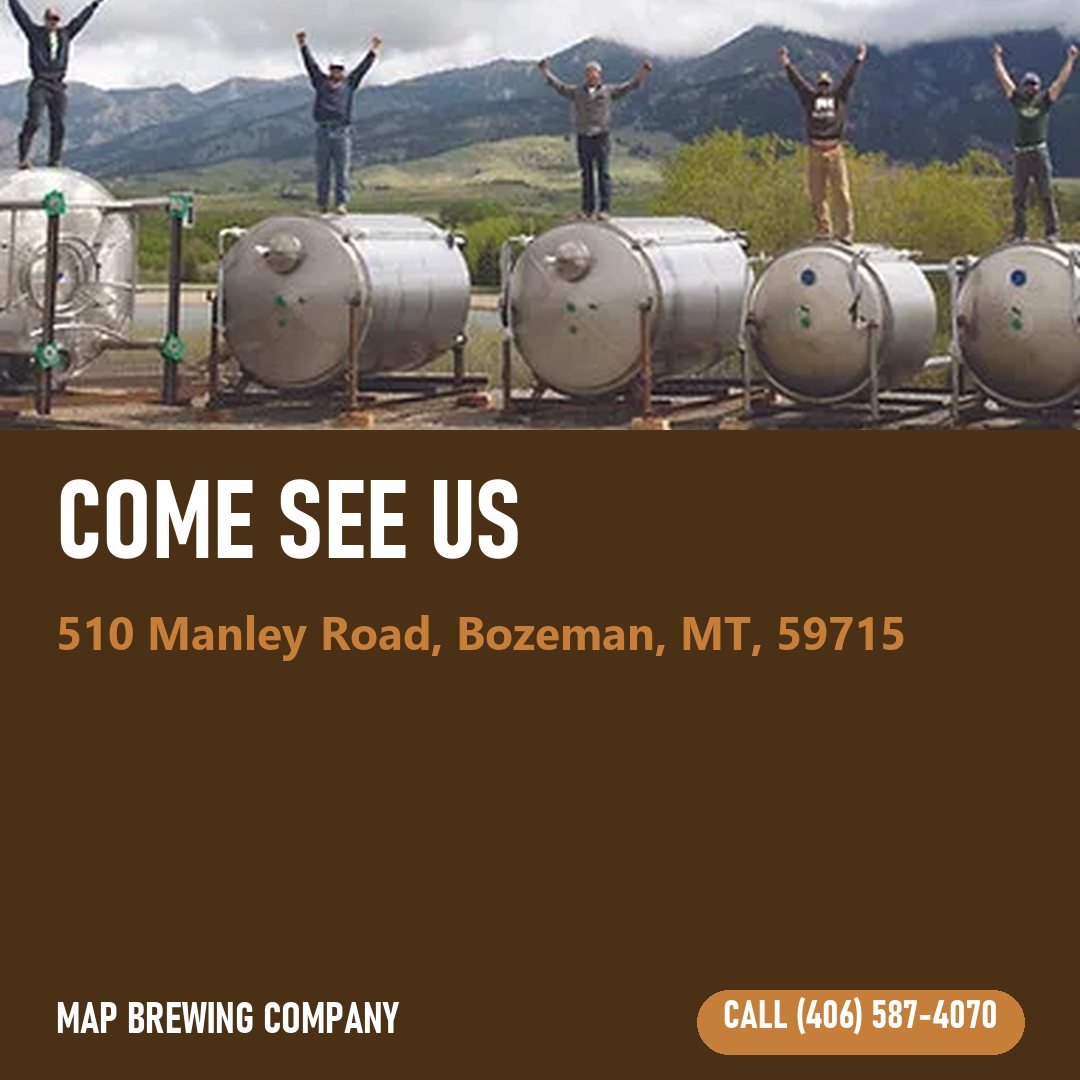 COME SEE US
510 Manley Road, Bozeman, MT, 59715
MAP BREWING COMPANY
CALL (406) 587-4070